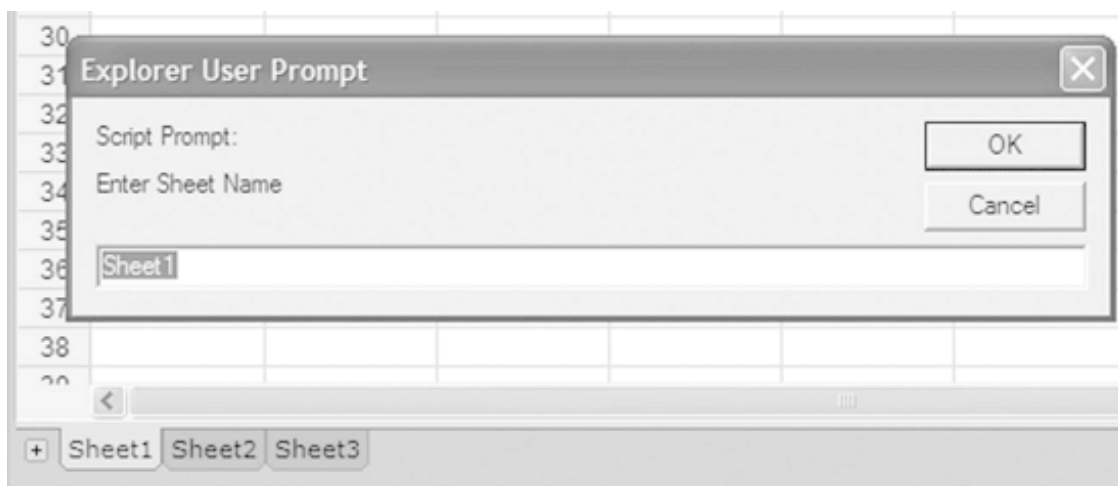 30
31
Explorer User Prompt
32
Script Prompt:
OK
33
34
Enter Sheet Name
Cancel
35
36
Sheet1
37
38
39
+ Sheet1 Sheet2 Sheet3